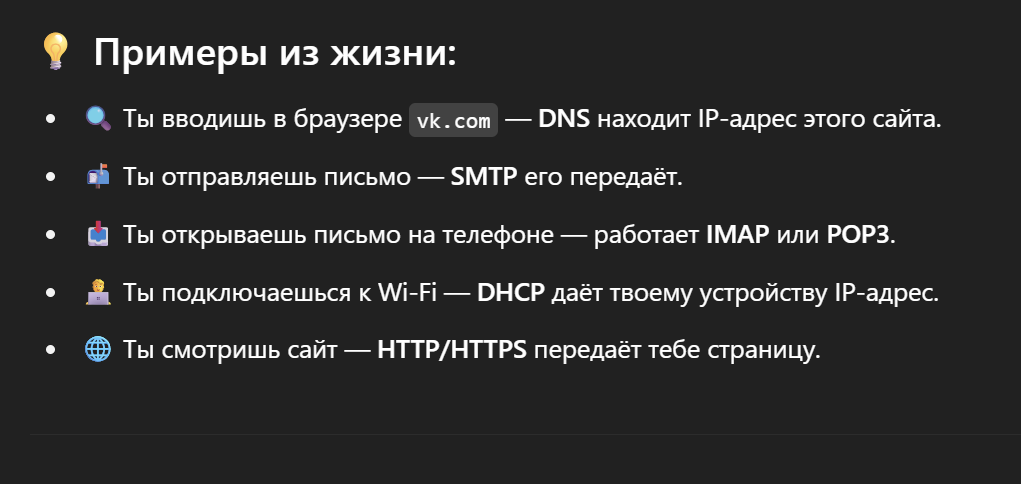 💡 Примеры из жизни:
• 🔍 Ты вводишь в браузере vk.com — DNS находит IP-адрес этого сайта.
• 📬 Ты отправляешь письмо — SMTP его передаёт.
• 📥 Ты открываешь письмо на телефоне — работает IMAP или POP3.
• 🧑‍💻 Ты подключаешься к Wi-Fi — DHCP даёт твоему устройству IP-адрес.
• 🌐 Ты смотришь сайт — HTTP/HTTPS передаёт тебе страницу.